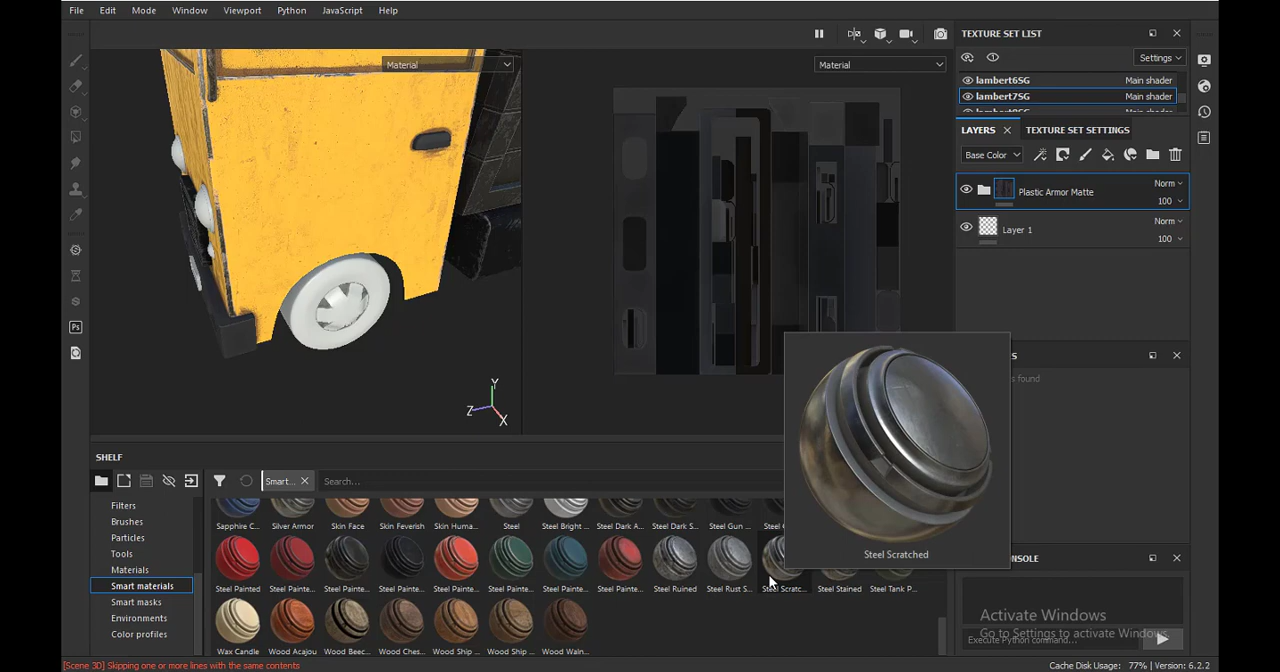 File Edit Mode Window Viewport Python JavaScript Help
TEXTURE SET LIST
Material
Material
Settings
lambert6SG Main shader
lambert7SG Main shader
LAYERS TEXTURE SET SETTINGS
Base Color
Norm
Plastic Armor Matte
100
Norm
Layer 1
100
Y
Z
X
s found
Steel Scratched
SHELF
Smart...
Search...
Filters
Brushes
Particles
Tools
Materials
Smart materials
Smart masks
Environments
Color profiles
Sapphire C... Silver Armor Skin Face Skin Feverish Skin Huma... Steel Steel Bright ... Steel Dark A... Steel Dark S... Steel Gun ...
Steel Painted Steel Painte... Steel Painte... Steel Painte... Steel Painte... Steel Painte... Steel Painte... Steel Painte... Steel Ruined Steel Rust S... Steel Scratc... Steel Stained Steel Tank P...
Wax Candle Wood Acajou Wood Beec... Wood Ches... Wood Ship ... Wood Ship ... Wood Waln...
ONSOLE
Activate Windows
Go to Settings to activate Windows.
Execute Python command...
[Scene 3D] Skipping one or more lines with the same contents
Cache Disk Usage: 77% | Version: 6.2.2